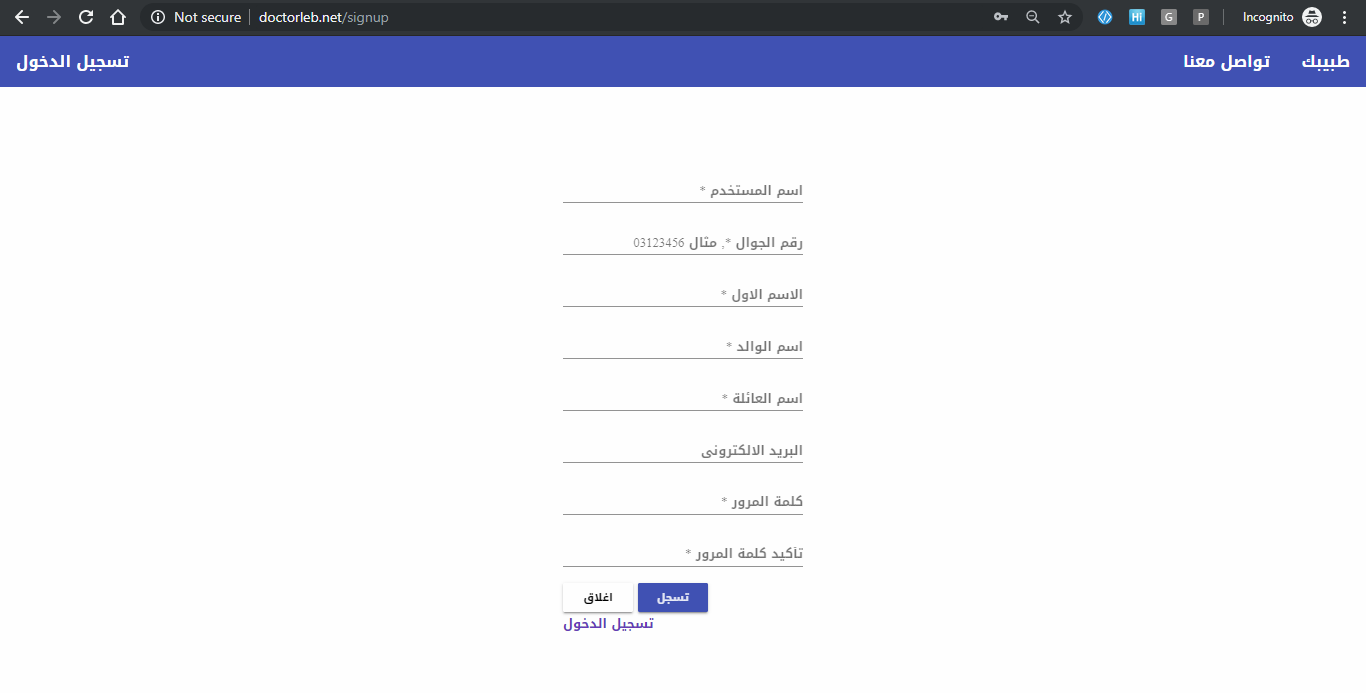 Not secure | doctorleb.net/signup
Incognito
طبيبك
تواصل معنا
تسجيل الدخول
اسم المستخدم *
رقم الجوال *, مثال 03123456
الاسم الاول *
اسم الوالد *
اسم العائلة *
البريد الالكتروني
كلمة المرور *
تأكيد كلمة المرور *
تسجل
اغلاق
تسجيل الدخول